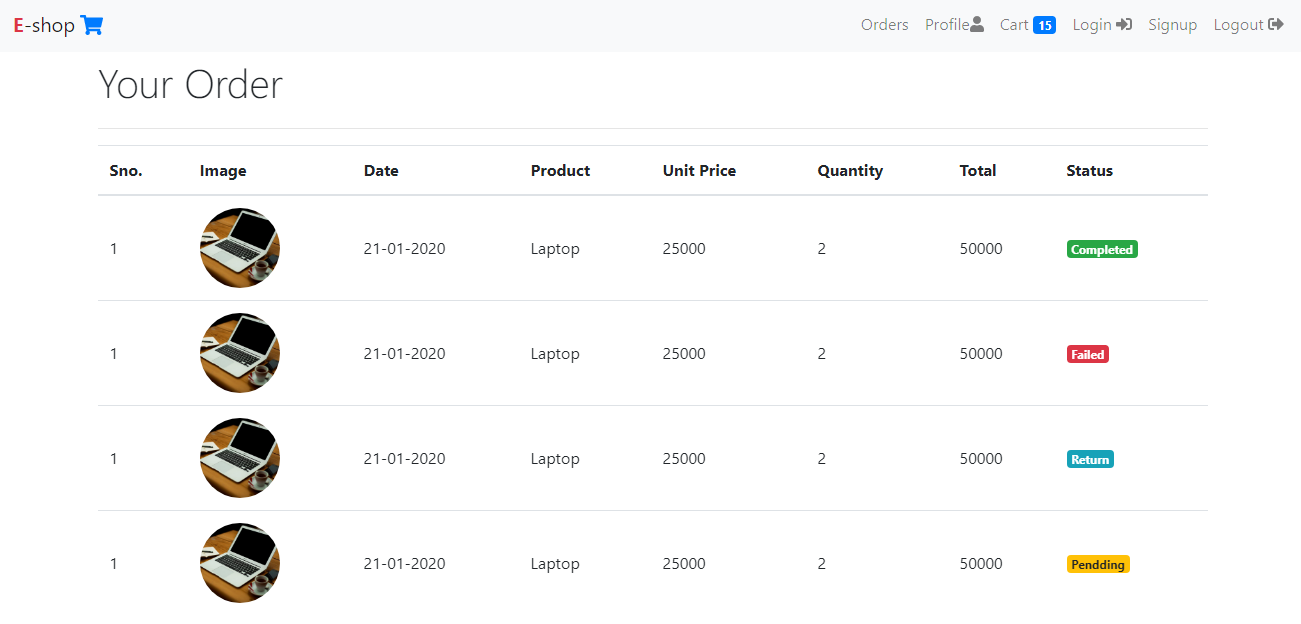 E-shop Orders Profile Cart 15 Login Signup Logout
Your Order
Sno. Image Date Product Unit Price Quantity Total Status
1 21-01-2020 Laptop 25000 2 50000 Completed
1 21-01-2020 Laptop 25000 2 50000 Failed
1 21-01-2020 Laptop 25000 2 50000 Return
1 21-01-2020 Laptop 25000 2 50000 Pendding